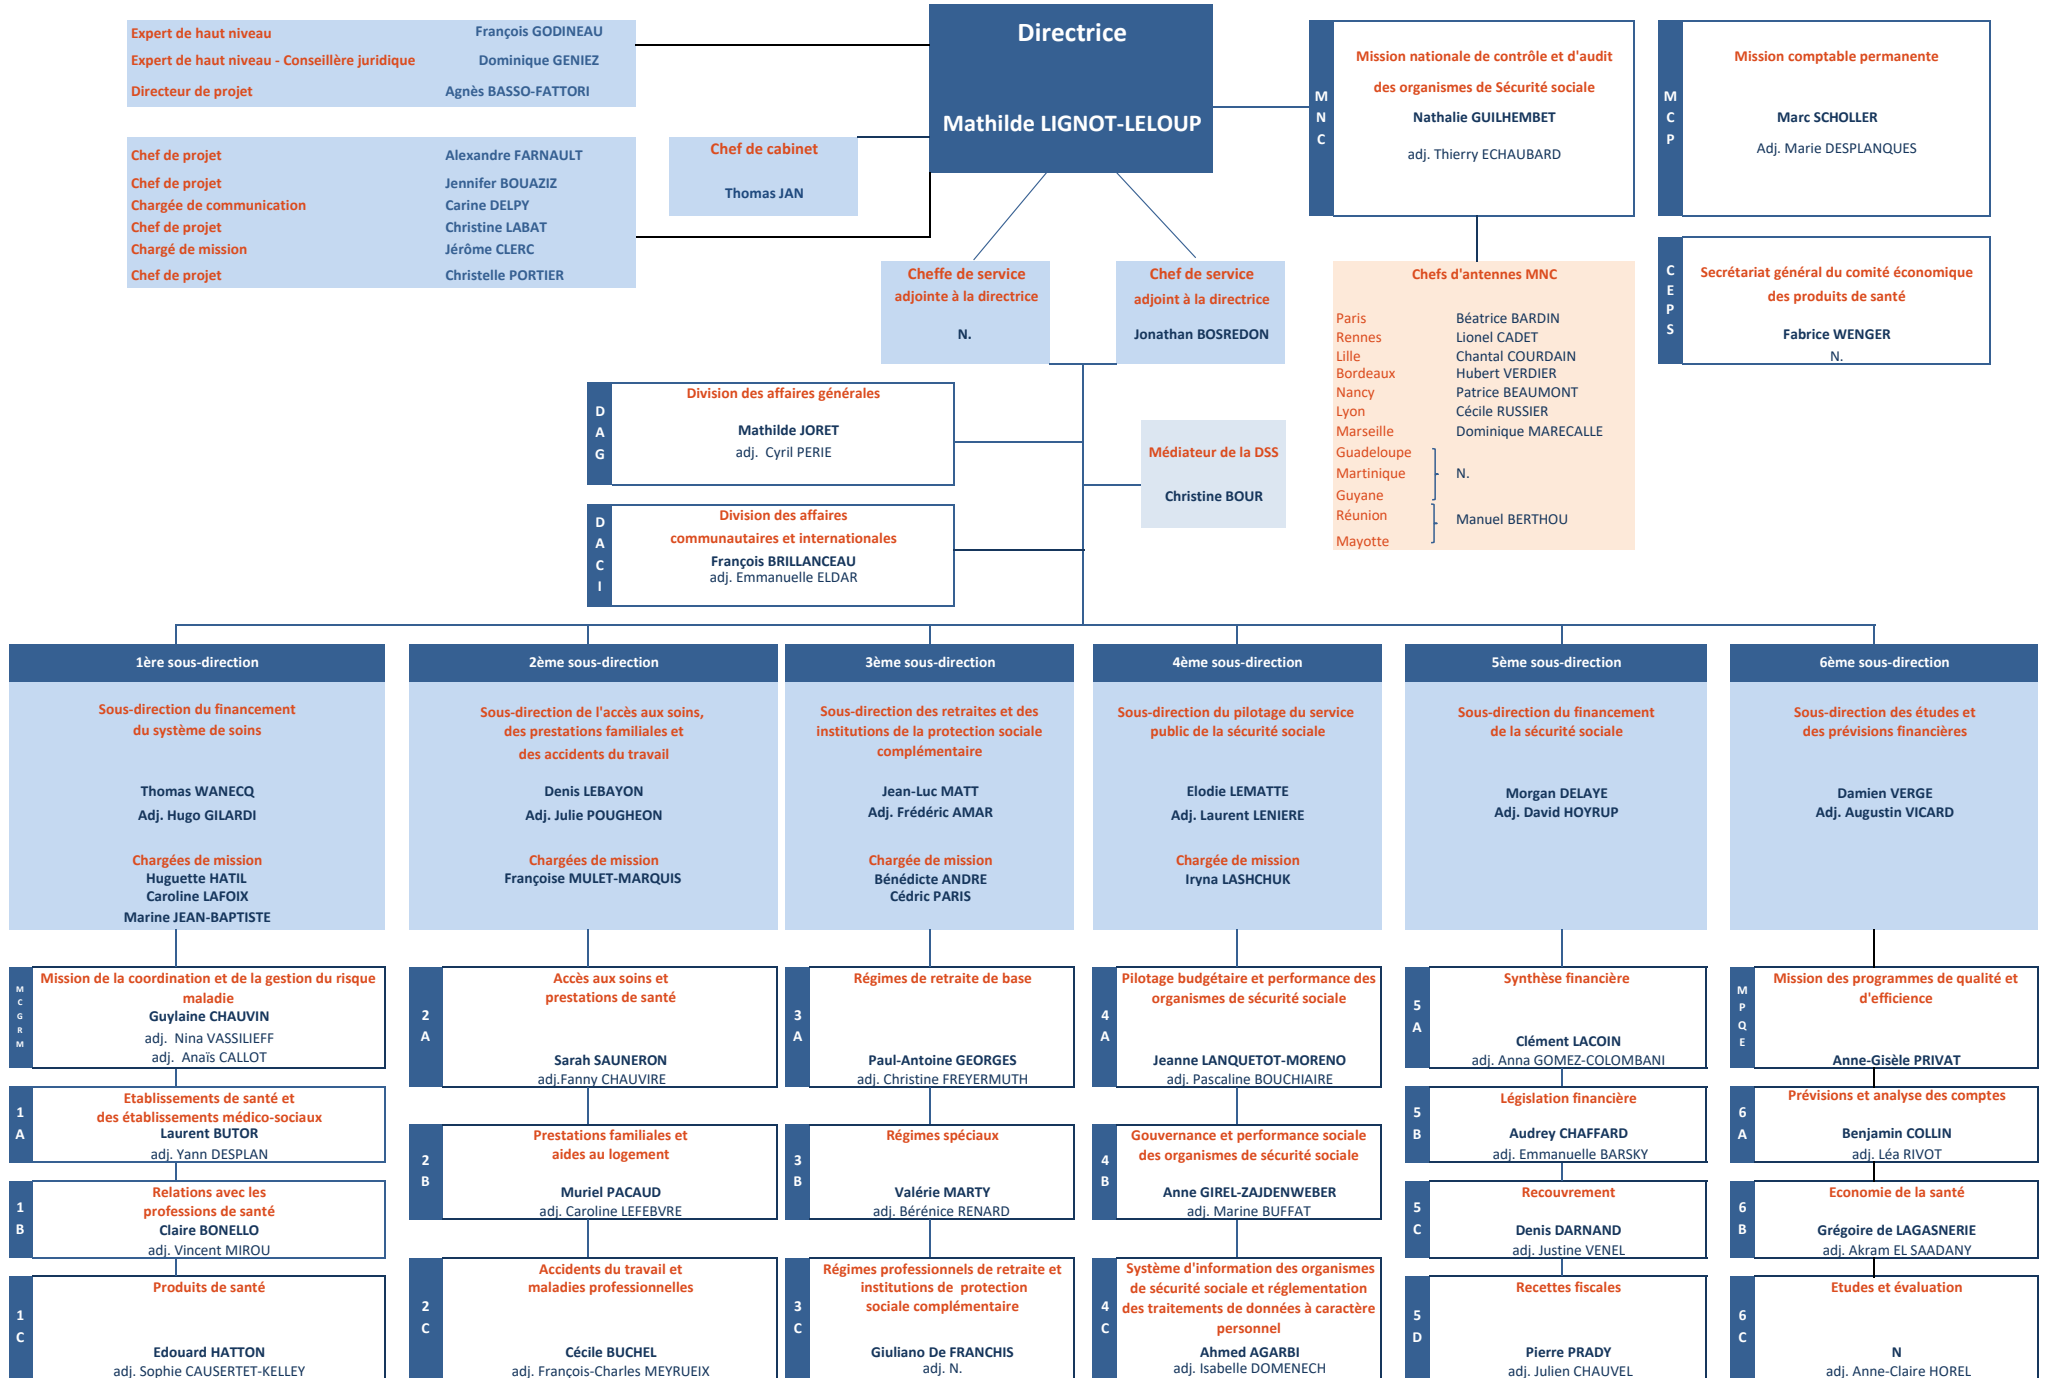 Expert de haut niveau François GODINEAU
Expert de haut niveau - Conseillère juridique Dominique GENIEZ
Directeur de projet Agnès BASSO-FATTORI
Chef de projet Alexandre FARNAULT
Chef de projet Jennifer BOUAZIZ
Chargée de communication Carine DELPY
Chef de projet Christine LABAT
Chargé de mission Jérôme CLERC
Chef de projet Christelle PORTIER
Chef de cabinet
Thomas JAN
Directrice
Mathilde LIGNOT-LELOUP
M
N
C
Mission nationale de contrôle et d'audit
des organismes de Sécurité sociale
Nathalie GUILHEMBET
adj. Thierry ECHAUBARD
M
C
P
Mission comptable permanente
Marc SCHOLLER
Adj. Marie DESPLANQUES
C
E
P
S
Secrétariat général du comité économique
des produits de santé
Fabrice WENGER
N.
Cheffe de service
adjointe à la directrice
N.
Chef de service
adjoint à la directrice
Jonathan BOSREDON
Chefs d'antennes MNC
Paris Béatrice BARDIN
Rennes Lionel CADET
Lille Chantal COURDAIN
Bordeaux Hubert VERDIER
Nancy Patrice BEAUMONT
Lyon Cécile RUSSIER
Marseille Dominique MARECALLE
Guadeloupe
Martinique N.
Guyane
Réunion
Manuel BERTHOU
Mayotte
D
A
G
Division des affaires générales
Mathilde JORET
adj. Cyril PERIE
Médiateur de la DSS
Christine BOUR
D
A
C
I
Division des affaires
communautaires et internationales
François BRILLANCEAU
adj. Emmanuelle ELDAR
1ère sous-direction
Sous-direction du financement
du système de soins
Thomas WANECQ
Adj. Hugo GILARDI
Chargées de mission
Huguette HATIL
Caroline LAFOIX
Marine JEAN-BAPTISTE
M
C
G
R
M
Mission de la coordination et de la gestion du risque
maladie
Guylaine CHAUVIN
adj. Nina VASSILIEFF
adj. Anaïs CALLOT
1
A
Etablissements de santé et
des établissements médico-sociaux
Laurent BUTOR
adj. Yann DESPLAN
1
B
Relations avec les
professions de santé
Claire BONELLO
adj. Vincent MIROU
1
C
Produits de santé
Edouard HATTON
adj. Sophie CAUSERTET-KELLEY
2ème sous-direction
Sous-direction de l'accès aux soins,
des prestations familiales et
des accidents du travail
Denis LEBAYON
Adj. Julie POUGHEON
Chargées de mission
Françoise MULET-MARQUIS
2
A
Accès aux soins et
prestations de santé
Sarah SAUNERON
adj.Fanny CHAUVIRE
2
B
Prestations familiales et
aides au logement
Muriel PACAUD
adj. Caroline LEFEBVRE
2
C
Accidents du travail et
maladies professionnelles
Cécile BUCHEL
adj. François-Charles MEYRUEIX
3ème sous-direction
Sous-direction des retraites et des
institutions de la protection sociale
complémentaire
Jean-Luc MATT
Adj. Frédéric AMAR
Chargée de mission
Bénédicte ANDRE
Cédric PARIS
3
A
Régimes de retraite de base
Paul-Antoine GEORGES
adj. Christine FREYERMUTH
3
B
Régimes spéciaux
Valérie MARTY
adj. Bérénice RENARD
3
C
Régimes professionnels de retraite et
institutions de protection
sociale complémentaire
Giuliano De FRANCHIS
adj. N.
4ème sous-direction
Sous-direction du pilotage du service
public de la sécurité sociale
Elodie LEMATTE
Adj. Laurent LENIERE
Chargée de mission
Iryna LASHCHUK
4
A
Pilotage budgétaire et performance des
organismes de sécurité sociale
Jeanne LANQUETOT-MORENO
adj. Pascaline BOUCHIAIRE
4
B
Gouvernance et performance sociale
des organismes de sécurité sociale
Anne GIREL-ZAJDENWEBER
adj. Marine BUFFAT
4
C
Système d'information des organismes
de sécurité sociale et réglementation
des traitements de données à caractère
personnel
Ahmed AGARBI
adj. Isabelle DOMENECH
5ème sous-direction
Sous-direction du financement
de la sécurité sociale
Morgan DELAYE
Adj. David HOYRUP
5
A
Synthèse financière
Clément LACOIN
adj. Anna GOMEZ-COLOMBANI
5
B
Législation financière
Audrey CHAFFARD
adj. Emmanuelle BARSKY
5
C
Recouvrement
Denis DARNAND
adj. Justine VENEL
5
D
Recettes fiscales
Pierre PRADY
adj. Julien CHAUVEL
6ème sous-direction
Sous-direction des études et
des prévisions financières
Damien VERGE
Adj. Augustin VICARD
M
P
Q
E
Mission des programmes de qualité et
d'efficience
Anne-Gisèle PRIVAT
6
A
Prévisions et analyse des comptes
Benjamin COLLIN
adj. Léa RIVOT
6
B
Economie de la santé
Grégoire de LAGASNERIE
adj. Akram EL SAADANY
6
C
Etudes et évaluation
N
adj. Anne-Claire HOREL